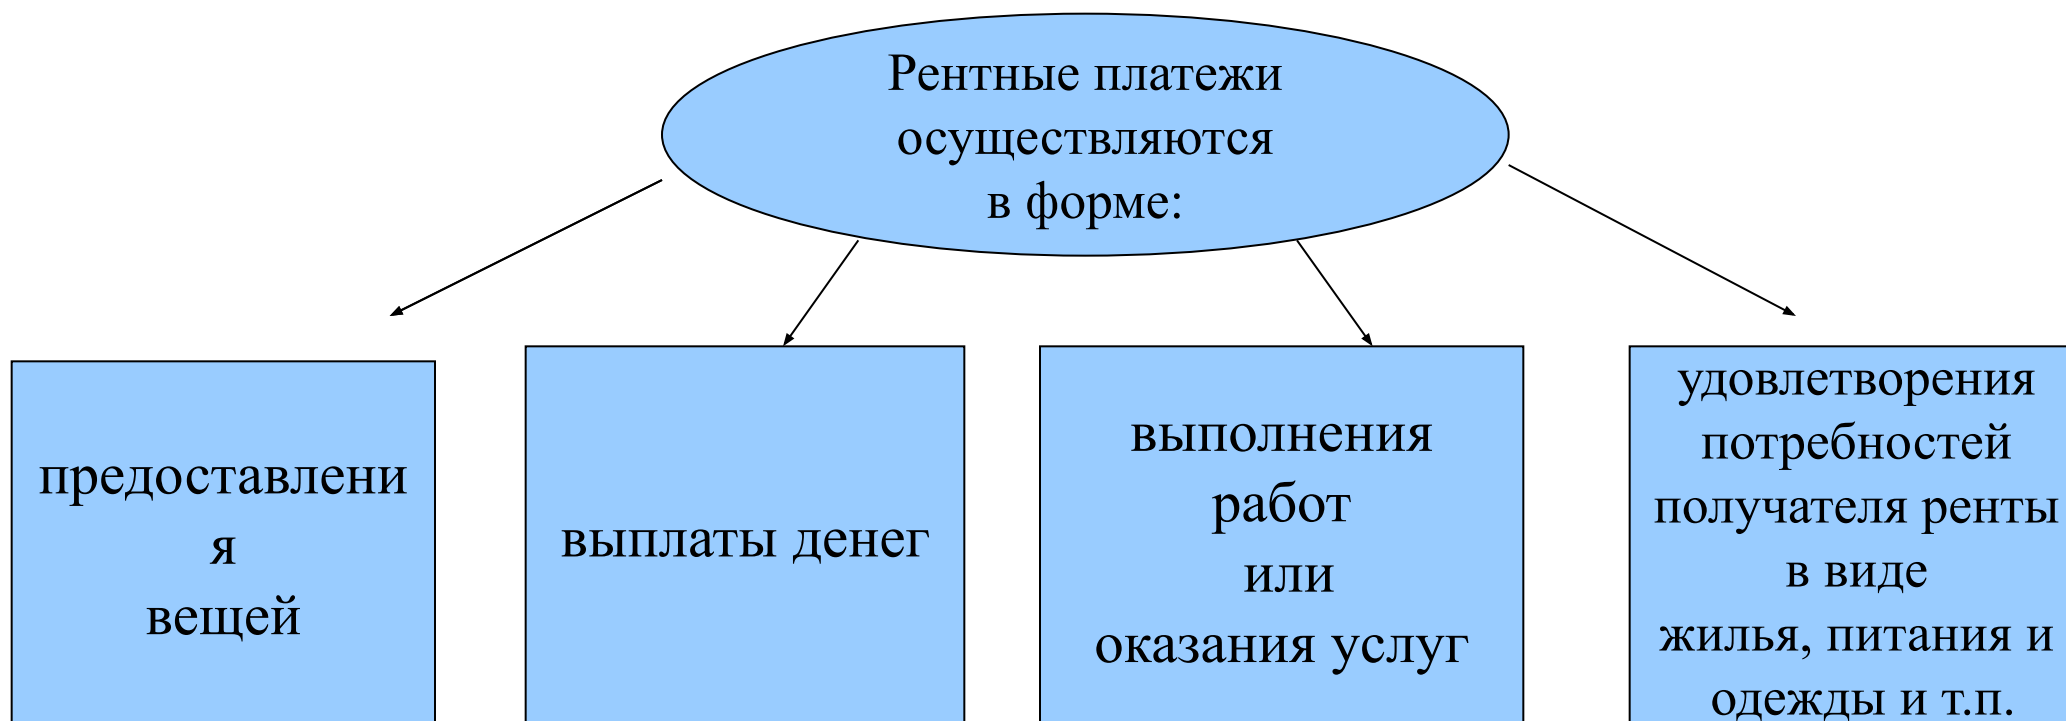 Рентные платежи
осуществляются
в форме:
предоставлени
я
вещей
выплаты денег
выполнения
работ
или
оказания услуг
удовлетворения
потребностей
получателя ренты
в виде
жилья, питания и
одежды и т.п.